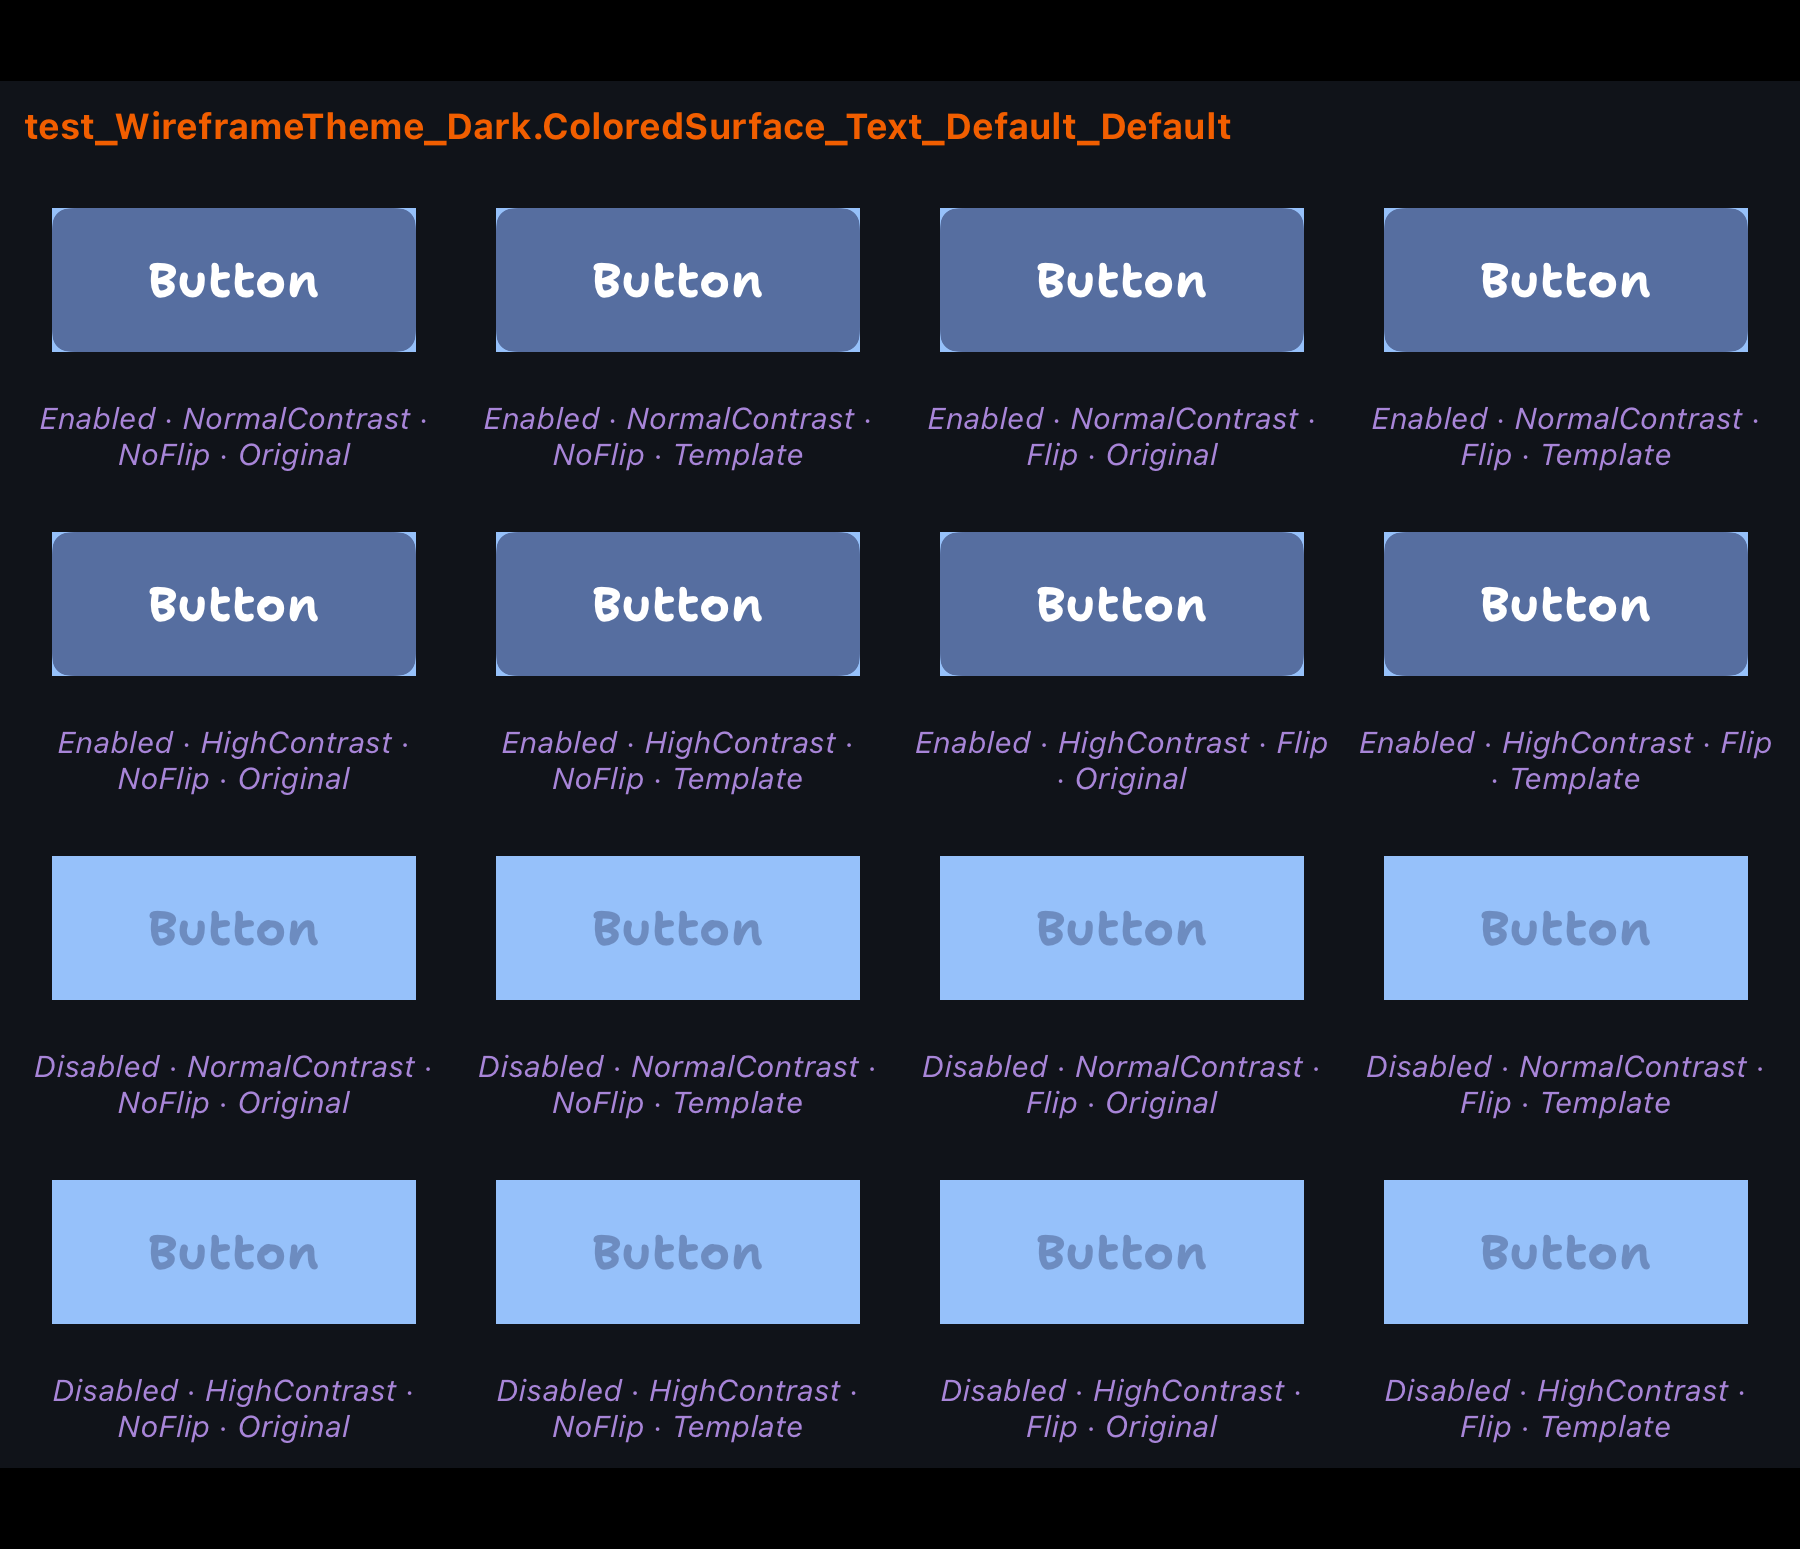 test_WireframeTheme_Dark.ColoredSurface_Text_Default_Default
Button
Button
Button
Button
Enabled · NormalContrast ·
NoFlip · Original
Enabled · NormalContrast ·
NoFlip · Template
Enabled · NormalContrast ·
Flip · Original
Enabled · NormalContrast ·
Flip · Template
Button
Button
Button
Button
Enabled · HighContrast ·
NoFlip · Original
Enabled · HighContrast ·
NoFlip · Template
Enabled · HighContrast · Flip
· Original
Enabled · HighContrast · Flip
· Template
Button
Button
Button
Button
Disabled · NormalContrast ·
NoFlip · Original
Disabled · NormalContrast ·
NoFlip · Template
Disabled · NormalContrast ·
Flip · Original
Disabled · NormalContrast ·
Flip · Template
Button
Button
Button
Button
Disabled · HighContrast ·
NoFlip · Original
Disabled · HighContrast ·
NoFlip · Template
Disabled · HighContrast ·
Flip · Original
Disabled · HighContrast ·
Flip · Template